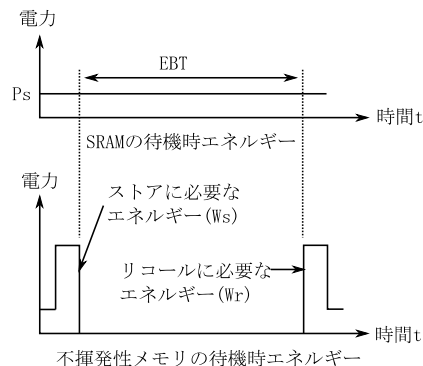 電力
EBT
Ps
時間t
SRAMの待機時エネルギー
電力
ストアに必要な
エネルギー(Ws)
リコールに必要な
エネルギー(Wr)
時間t
不揮発性メモリの待機時エネルギー